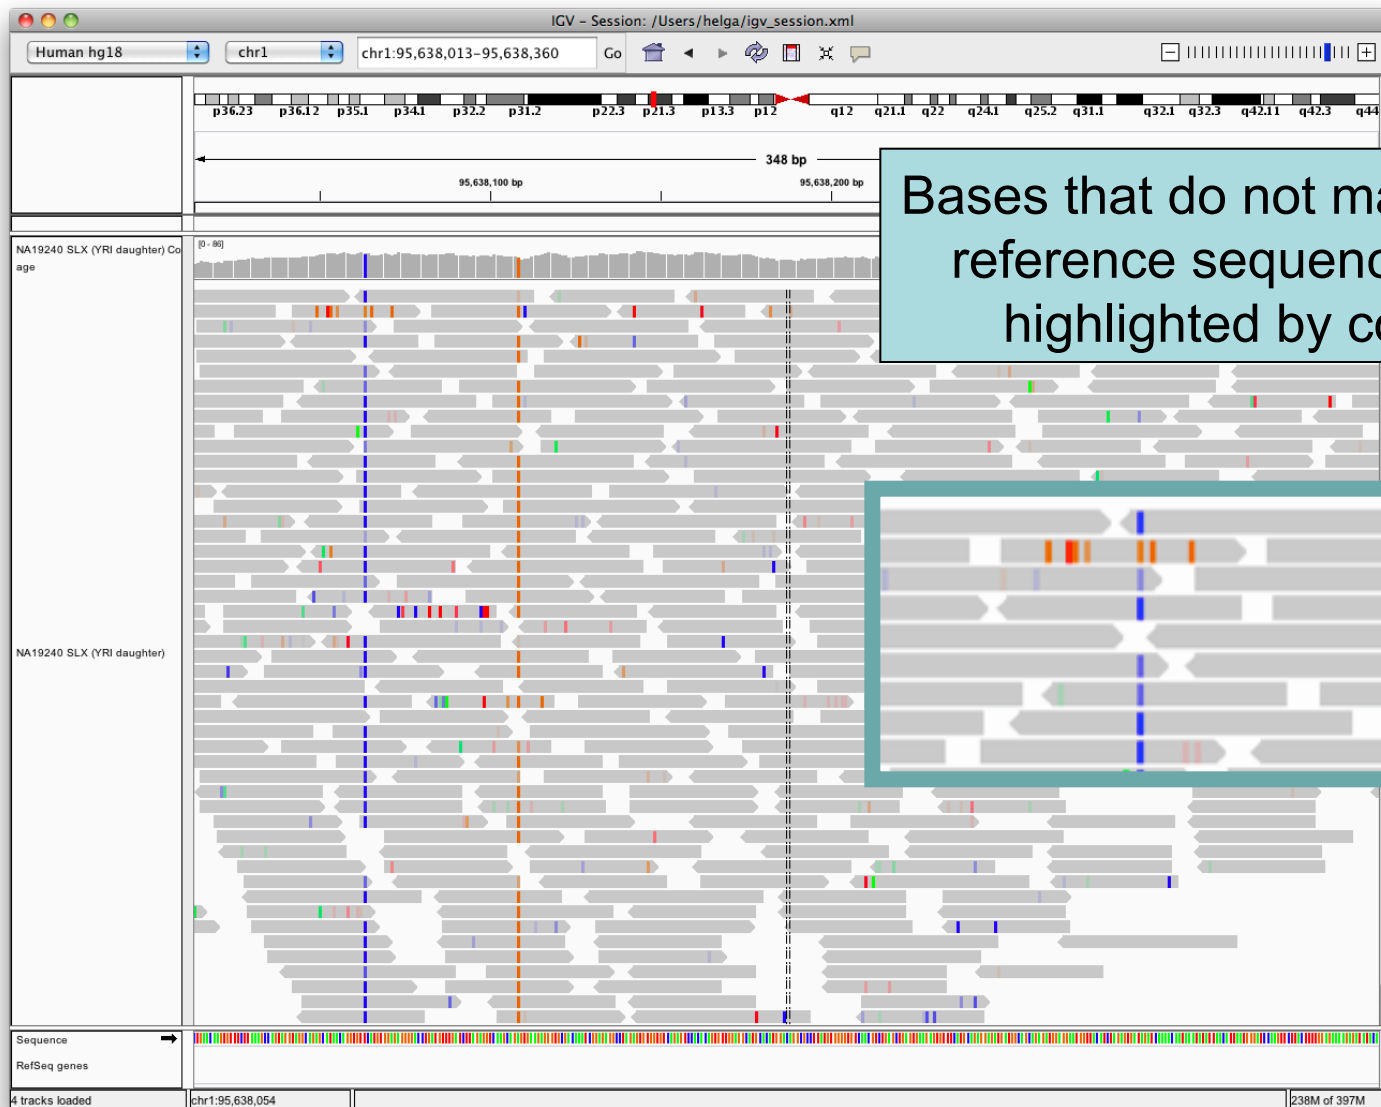 IGV – Session: /Users/helga/igv_session.xml
Human hg18 chr1 chr1:95,638,013–95,638,360 Go
p36.23 p36.12 p35.1 p34.1 p32.2 p31.2 p22.3 p21.3 p13.3 p12 q12 q21.1 q22 q24.1 q25.2 q31.1 q32.1 q32.3 q42.11 q42.3 q44
348 bp
95,638,100 bp 95,638,200 bp
Bases that do not ma
reference sequenc
highlighted by co
NA19240 SLX (YRI daughter) Co
age
[0 - 86]
NA19240 SLX (YRI daughter)
Sequence
RefSeq genes
4 tracks loaded chr1:95,638,054 238M of 397M